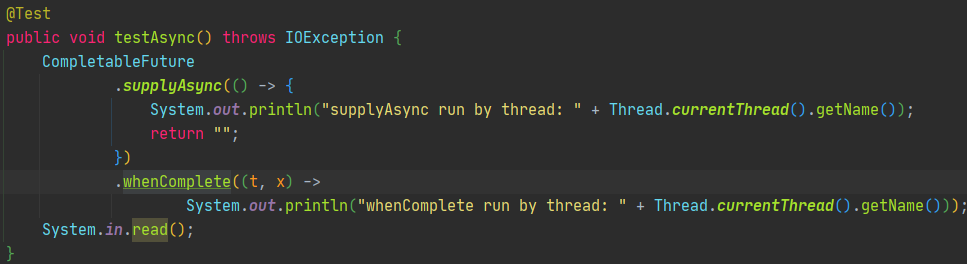 @Test
public void testAsync() throws IOException {
    CompletableFuture
            .supplyAsync(() -> {
                System.out.println("supplyAsync run by thread: " + Thread.currentThread().getName());
                return "";
            })
            .whenComplete((t, x) ->
                    System.out.println("whenComplete run by thread: " + Thread.currentThread().getName()));
    System.in.read();
}